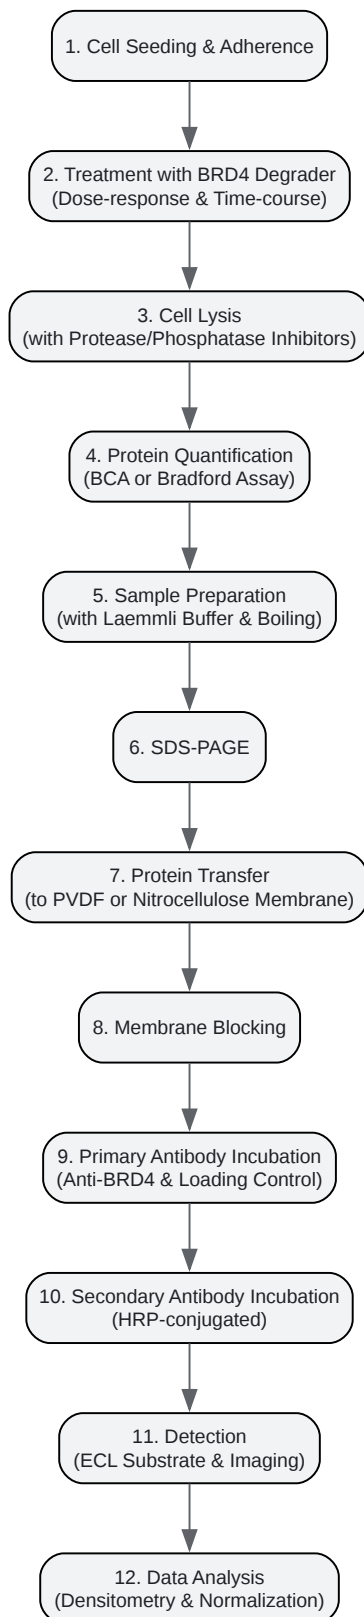 1. Cell Seeding & Adherence
2. Treatment with BRD4 Degrader
(Dose-response & Time-course)
3. Cell Lysis
(with Protease/Phosphatase Inhibitors)
4. Protein Quantification
(BCA or Bradford Assay)
5. Sample Preparation
(with Laemmli Buffer & Boiling)
6. SDS-PAGE
7. Protein Transfer
(to PVDF or Nitrocellulose Membrane)
8. Membrane Blocking
9. Primary Antibody Incubation
(Anti-BRD4 & Loading Control)
10. Secondary Antibody Incubation
(HRP-conjugated)
11. Detection
(ECL Substrate & Imaging)
12. Data Analysis
(Densitometry & Normalization)